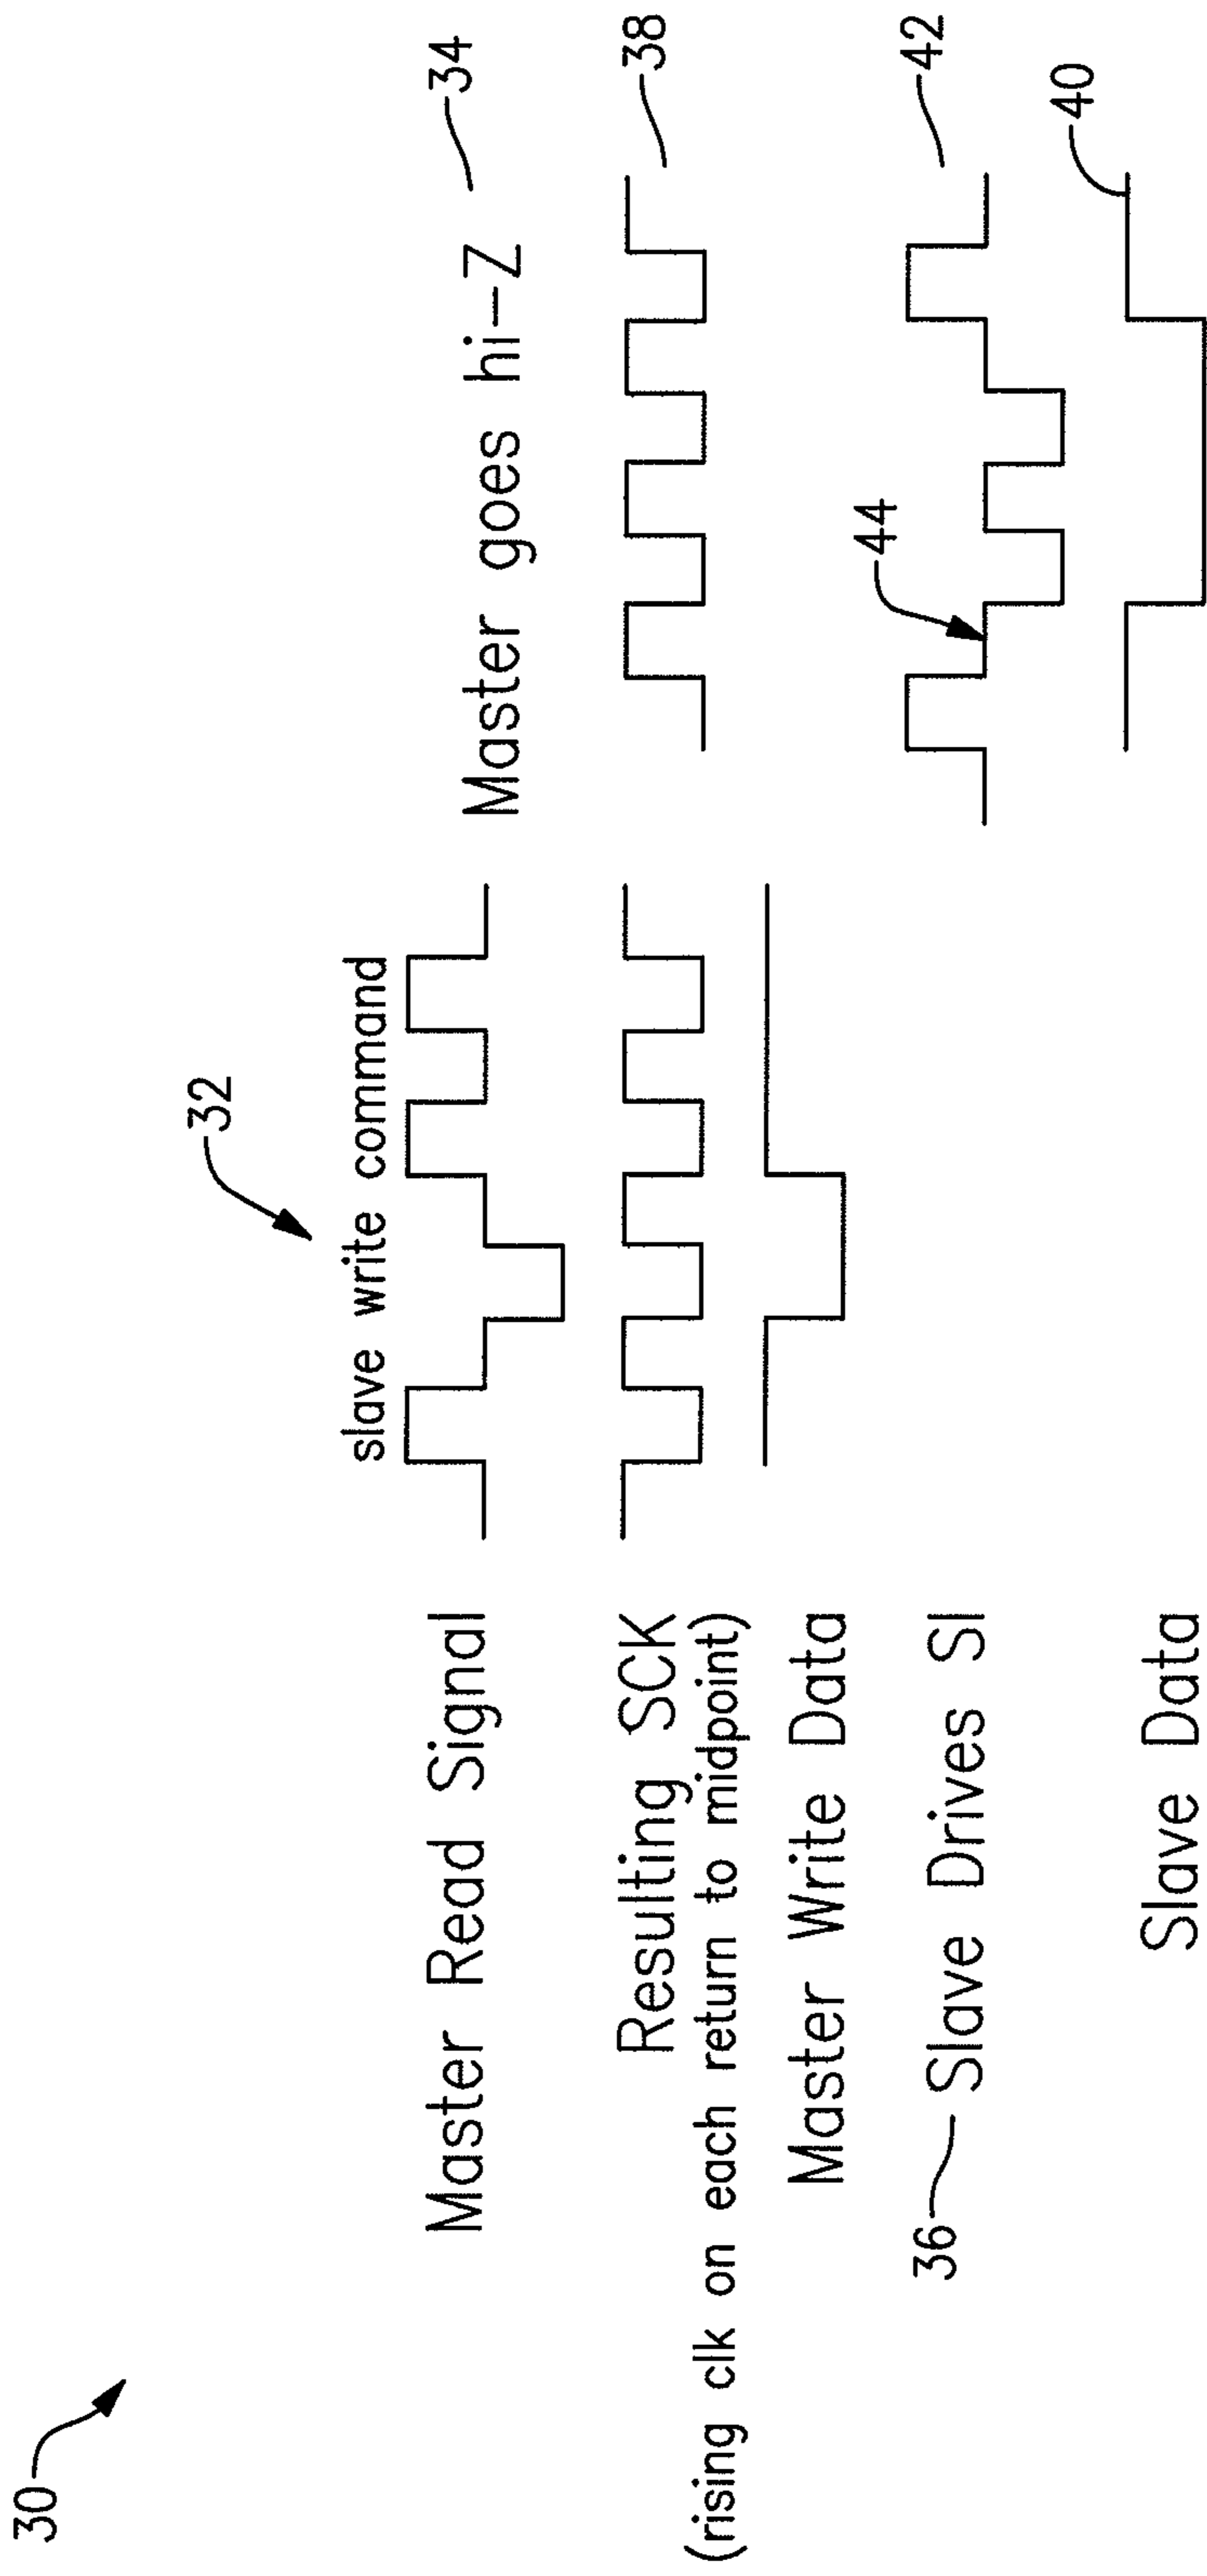 30
32
slave write command
Master Read Signal
Master goes hi-Z
34
Resulting SCK
38
(rising clk on each return to midpoint)
Master Write Data
36
Slave Drives SI
44
42
Slave Data
40